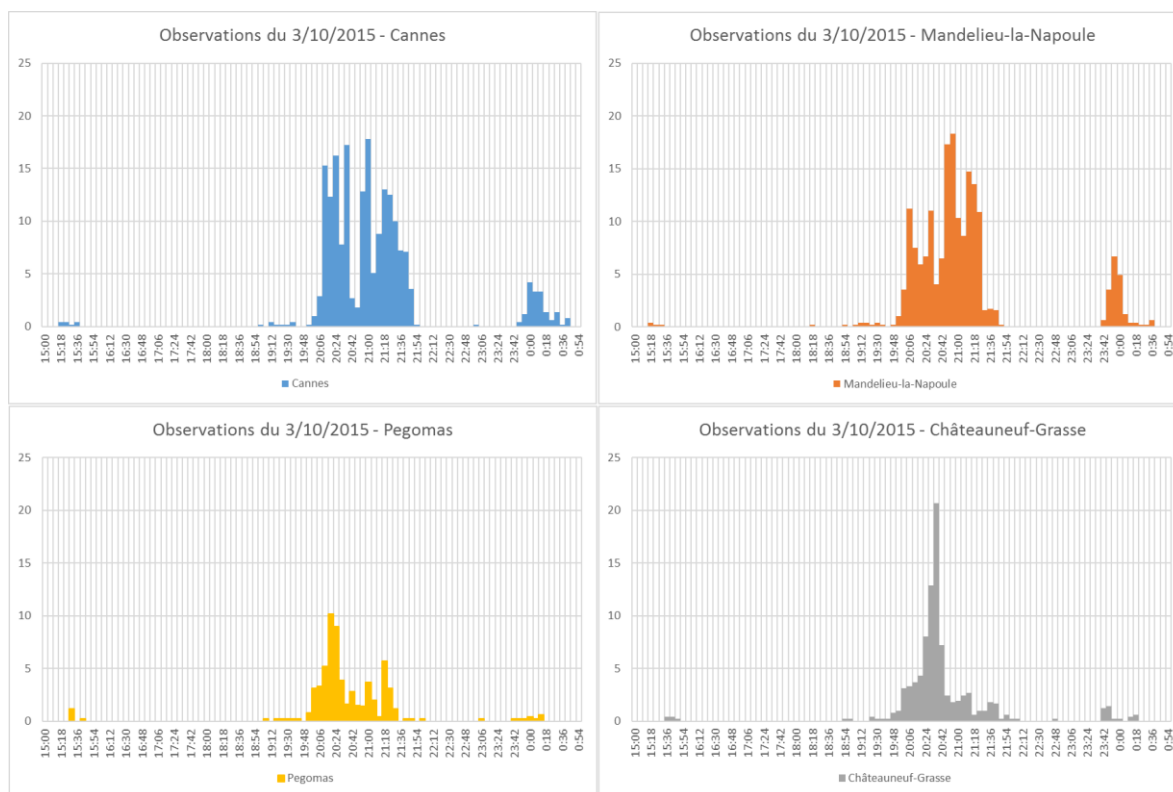 Observations du 3/10/2015 - Cannes
25
20
15
10
5
0
15:00 15:18 15:36 15:54 16:12 16:30 16:48 17:06 17:24 17:42 18:00 18:18 18:36 18:54 19:12 19:30 19:48 20:06 20:24 20:42 21:00 21:18 21:36 21:54 22:12 22:30 22:48 23:06 23:24 23:42 0:00 0:18 0:36 0:54
Cannes
Observations du 3/10/2015 - Mandelieu-la-Napoule
25
20
15
10
5
0
15:00 15:18 15:36 15:54 16:12 16:30 16:48 17:06 17:24 17:42 18:00 18:18 18:36 18:54 19:12 19:30 19:48 20:06 20:24 20:42 21:00 21:18 21:36 21:54 22:12 22:30 22:48 23:06 23:24 23:42 0:00 0:18 0:36 0:54
Mandelieu-la-Napoule
Observations du 3/10/2015 - Pegomas
25
20
15
10
5
0
15:00 15:18 15:36 15:54 16:12 16:30 16:48 17:06 17:24 17:42 18:00 18:18 18:36 18:54 19:12 19:30 19:48 20:06 20:24 20:42 21:00 21:18 21:36 21:54 22:12 22:30 22:48 23:06 23:24 23:42 0:00 0:18 0:36 0:54
Pegomas
Observations du 3/10/2015 - Châteauneuf-Grasse
25
20
15
10
5
0
15:00 15:18 15:36 15:54 16:12 16:30 16:48 17:06 17:24 17:42 18:00 18:18 18:36 18:54 19:12 19:30 19:48 20:06 20:24 20:42 21:00 21:18 21:36 21:54 22:12 22:30 22:48 23:06 23:24 23:42 0:00 0:18 0:36 0:54
Châteauneuf-Grasse